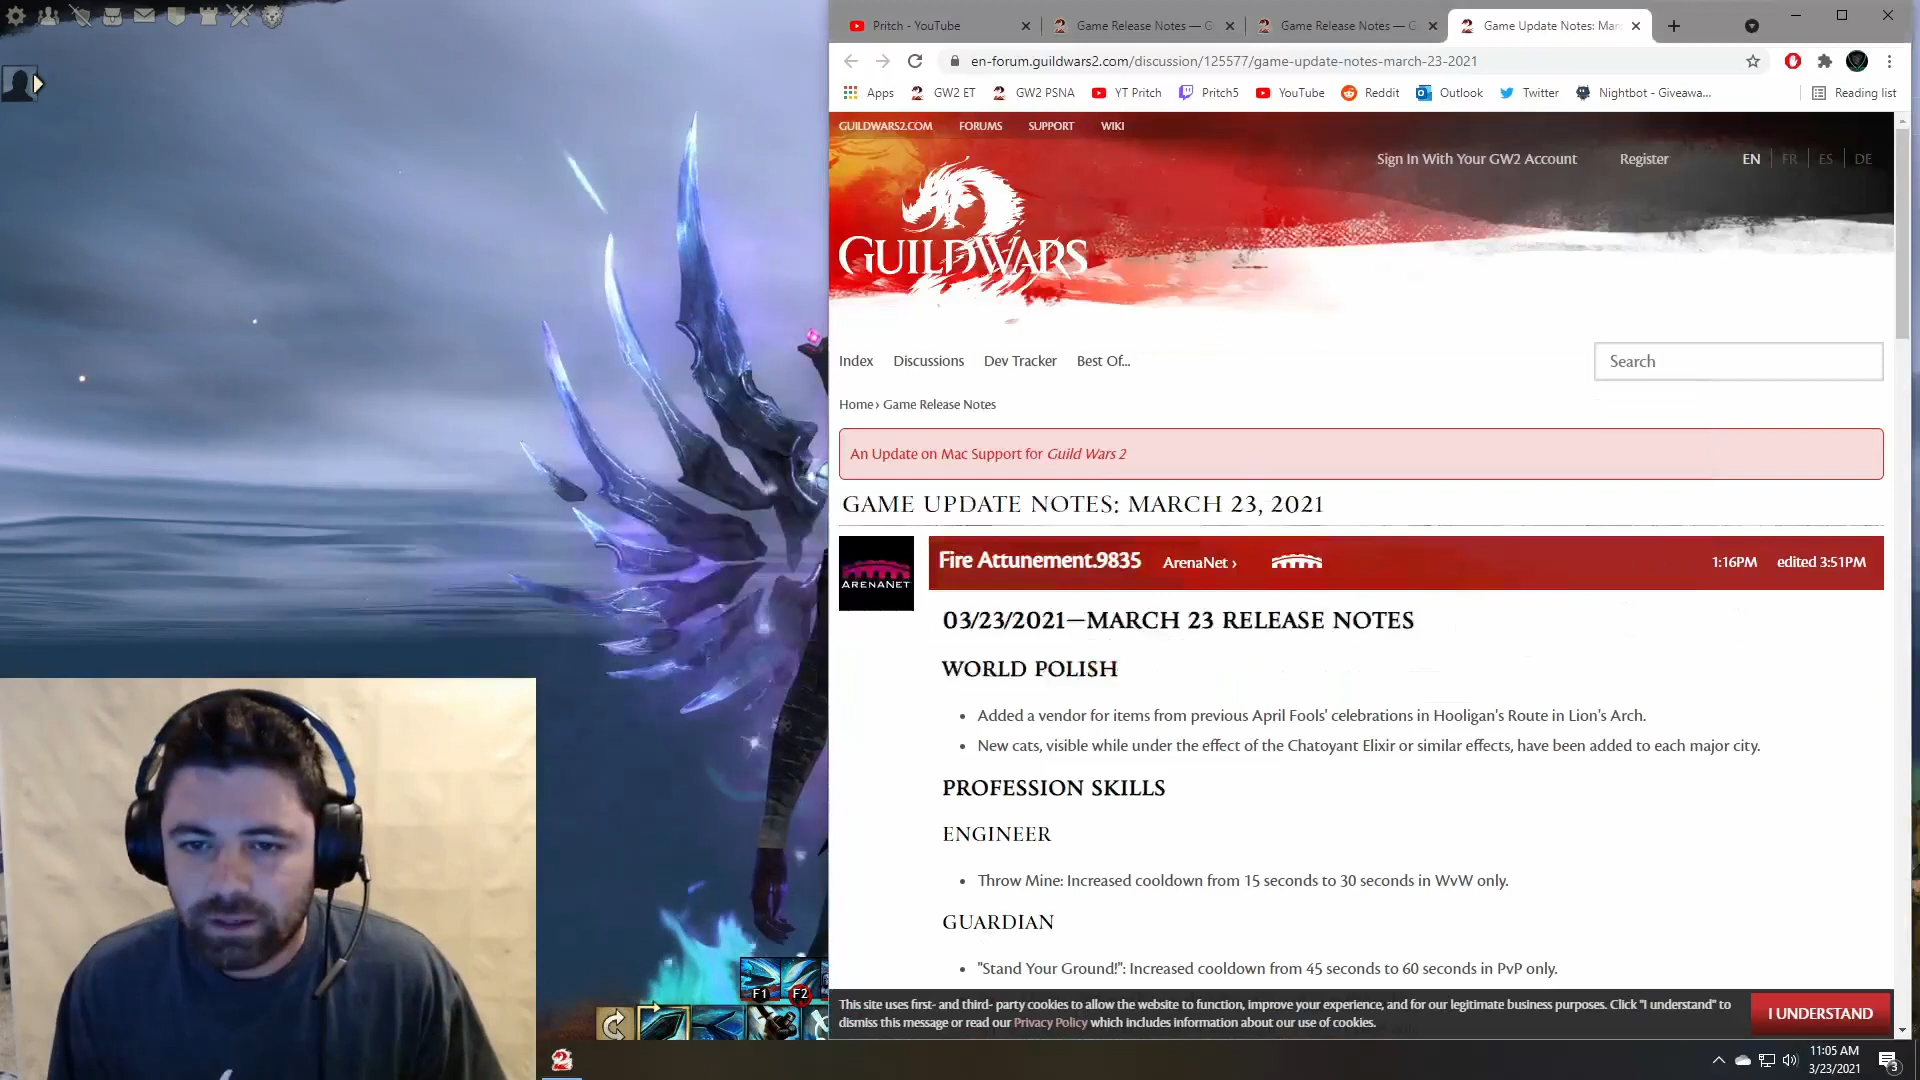 Pritch - YouTube
Game Release Notes — G
Game Release Notes — G
Game Update Notes: Marc
en-forum.guildwars2.com/discussion/125577/game-update-notes-march-23-2021
Apps
GW2 ET
GW2 PSNA
YT Pritch
Pritch5
YouTube
Reddit
Outlook
Twitter
Nightbot - Giveawa...
Reading list
GUILDWARS2.COM
FORUMS
SUPPORT
WIKI
Sign In With Your GW2 Account
Register
EN
FR
ES
DE
GUILDWARS
Index
Discussions
Dev Tracker
Best Of...
Search
Home › Game Release Notes
An Update on Mac Support for Guild Wars 2
GAME UPDATE NOTES: MARCH 23, 2021
ARENANET
Fire Attunement.9835
ArenaNet ›
1:16PM
edited 3:51PM
03/23/2021—MARCH 23 RELEASE NOTES
WORLD POLISH
• Added a vendor for items from previous April Fools' celebrations in Hooligan's Route in Lion's Arch.
• New cats, visible while under the effect of the Chatoyant Elixir or similar effects, have been added to each major city.
PROFESSION SKILLS
ENGINEER
• Throw Mine: Increased cooldown from 15 seconds to 30 seconds in WvW only.
GUARDIAN
• "Stand Your Ground!": Increased cooldown from 45 seconds to 60 seconds in PvP only.
This site uses first- and third- party cookies to allow the website to function, improve your experience, and for our legitimate business purposes. Click "I understand" to
dismiss this message or read our Privacy Policy which includes information about our use of cookies.
I UNDERSTAND
F1
F2
2
11:05 AM
3/23/2021
3